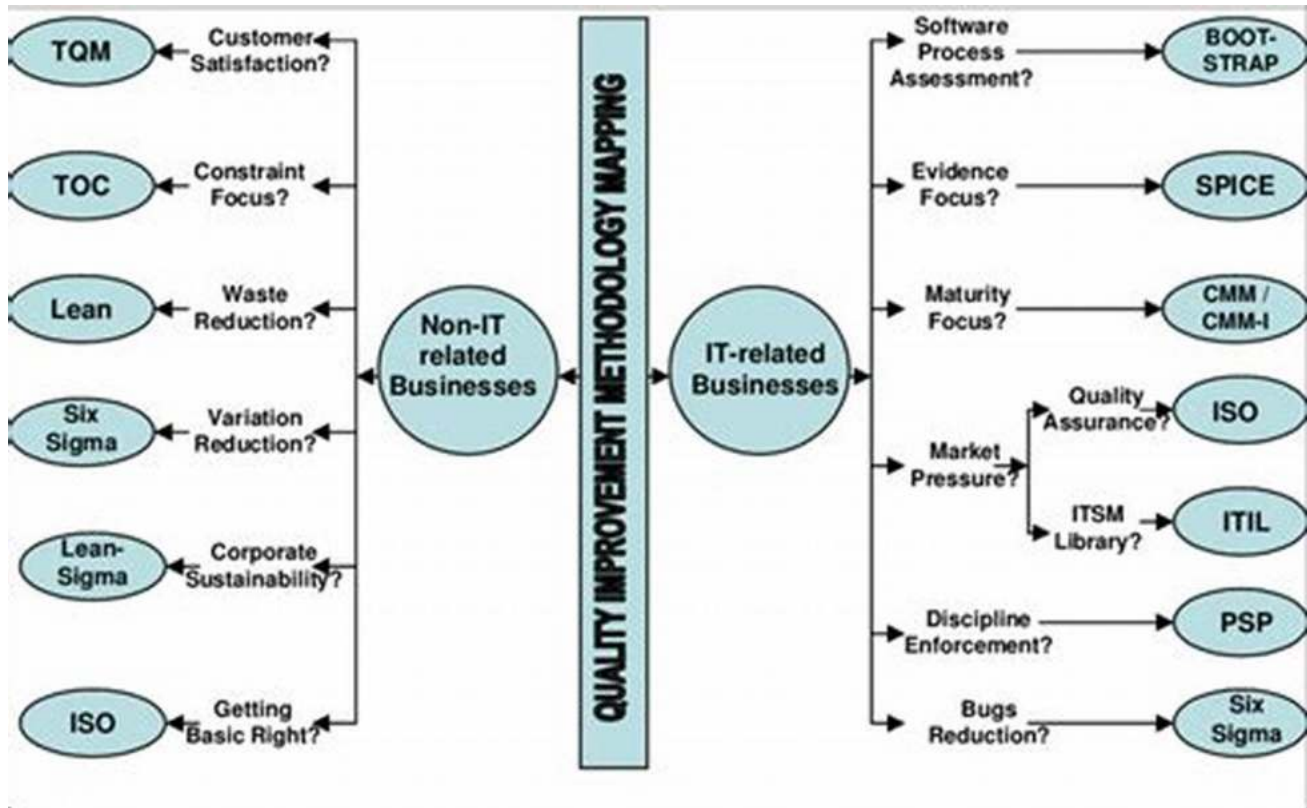 TQM
Customer
Satisfaction?
TOC
Constraint
Focus?
Lean
Waste
Reduction?
Six
Sigma
Variation
Reduction?
Lean-
Sigma
Corporate
Sustainability?
ISO
Getting
Basic Right?
Non-IT
related
Businesses
QUALITY IMPROVEMENT METHODOLOGY MAPPING
IT-related
Businesses
Software
Process
Assessment?
BOOT-
STRAP
Evidence
Focus?
SPICE
Maturity
Focus?
CMM /
CMM-I
Market
Pressure?
Quality
Assurance?
ISO
ITSM
Library?
ITIL
Discipline
Enforcement?
PSP
Bugs
Reduction?
Six
Sigma